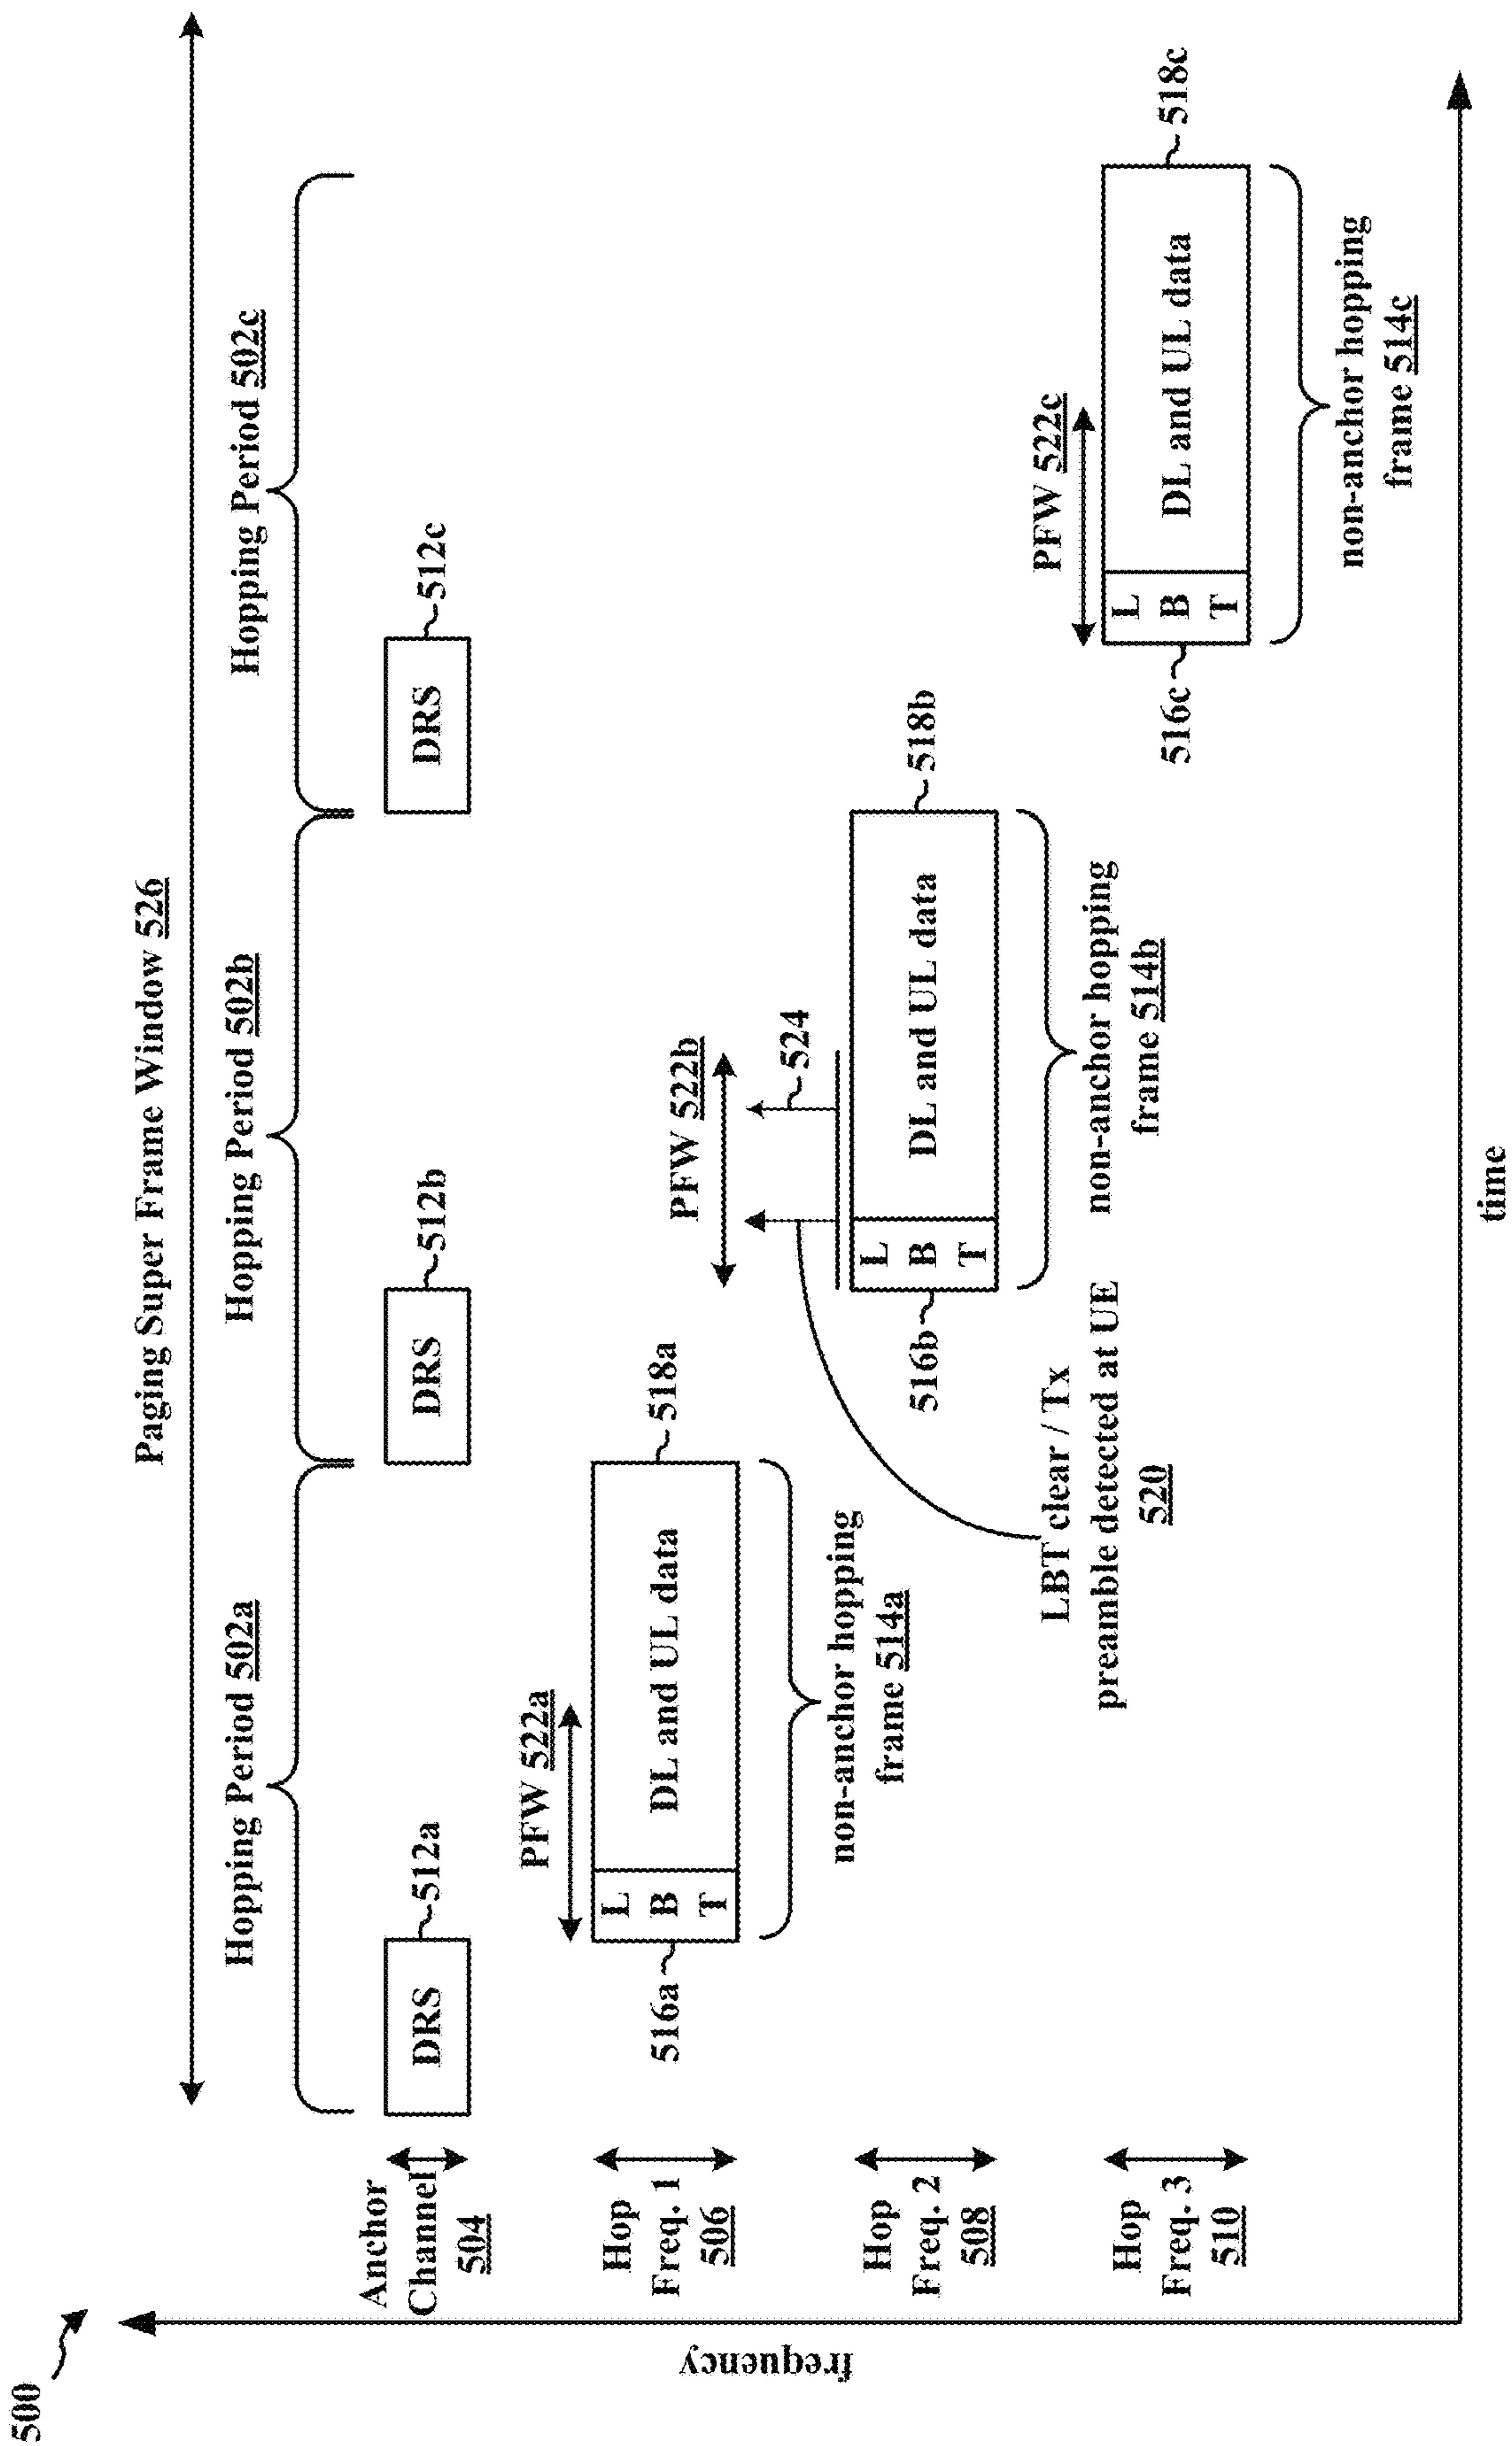 500
Paging Super Frame Window 526
Hopping Period 502a
Hopping Period 502b
Hopping Period 502c
Anchor
Channel
504
DRS
512a
DRS
512b
DRS
512c
Hop
Freq. 1
506
PFW 522a
516a
L
B
T
DL and UL data
518a
non-anchor hopping
frame 514a
Hop
Freq. 2
508
PFW 522b
524
516b
L
B
T
DL and UL data
518b
non-anchor hopping
frame 514b
LBT clear / Tx
preamble detected at UE
520
Hop
Freq. 3
510
PFW 522c
516c
L
B
T
DL and UL data
518c
non-anchor hopping
frame 514c
frequency
time